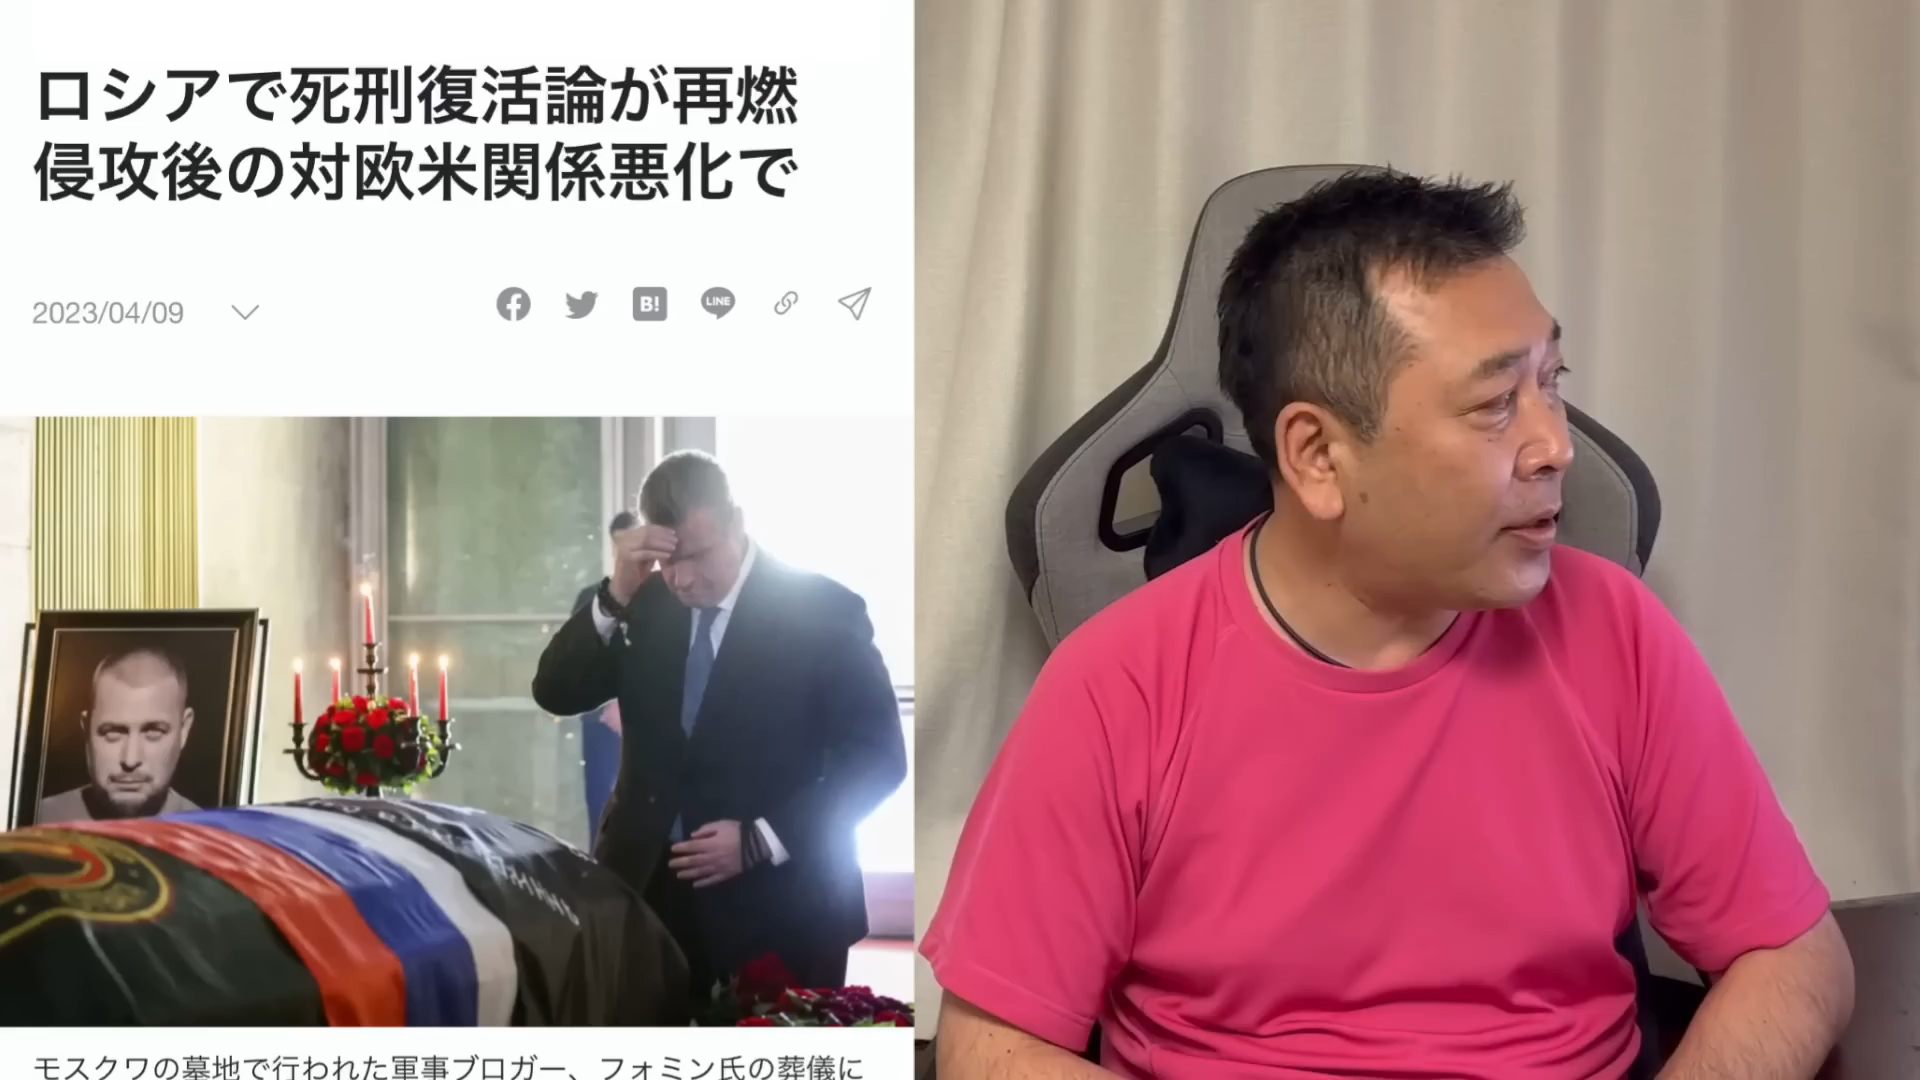 ロシアで死刑復活論が再燃
侵攻後の対欧米関係悪化で
2023/04/09
B!
LINE
モスクワの墓地で行われた軍事ブロガー、フォミン氏の葬儀に